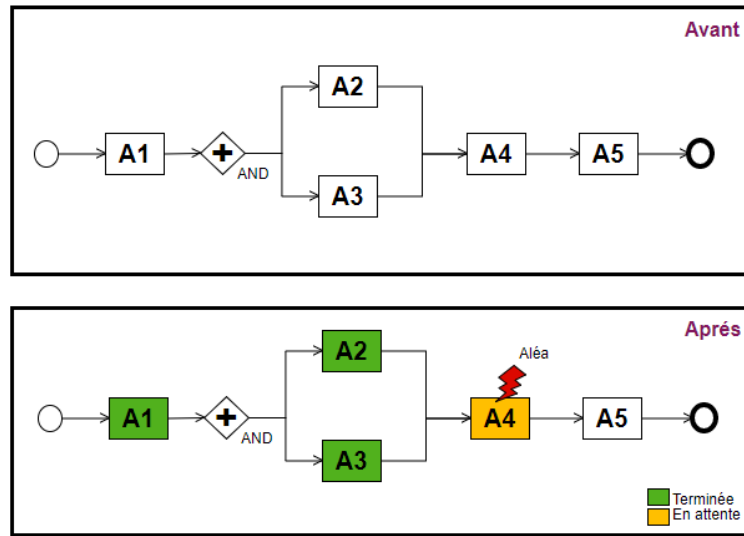 Avant
A2
A1
AND
A4
A5
A3
Aprés
Aléa
A2
A1
AND
A4
A5
A3
Terminée
En attente